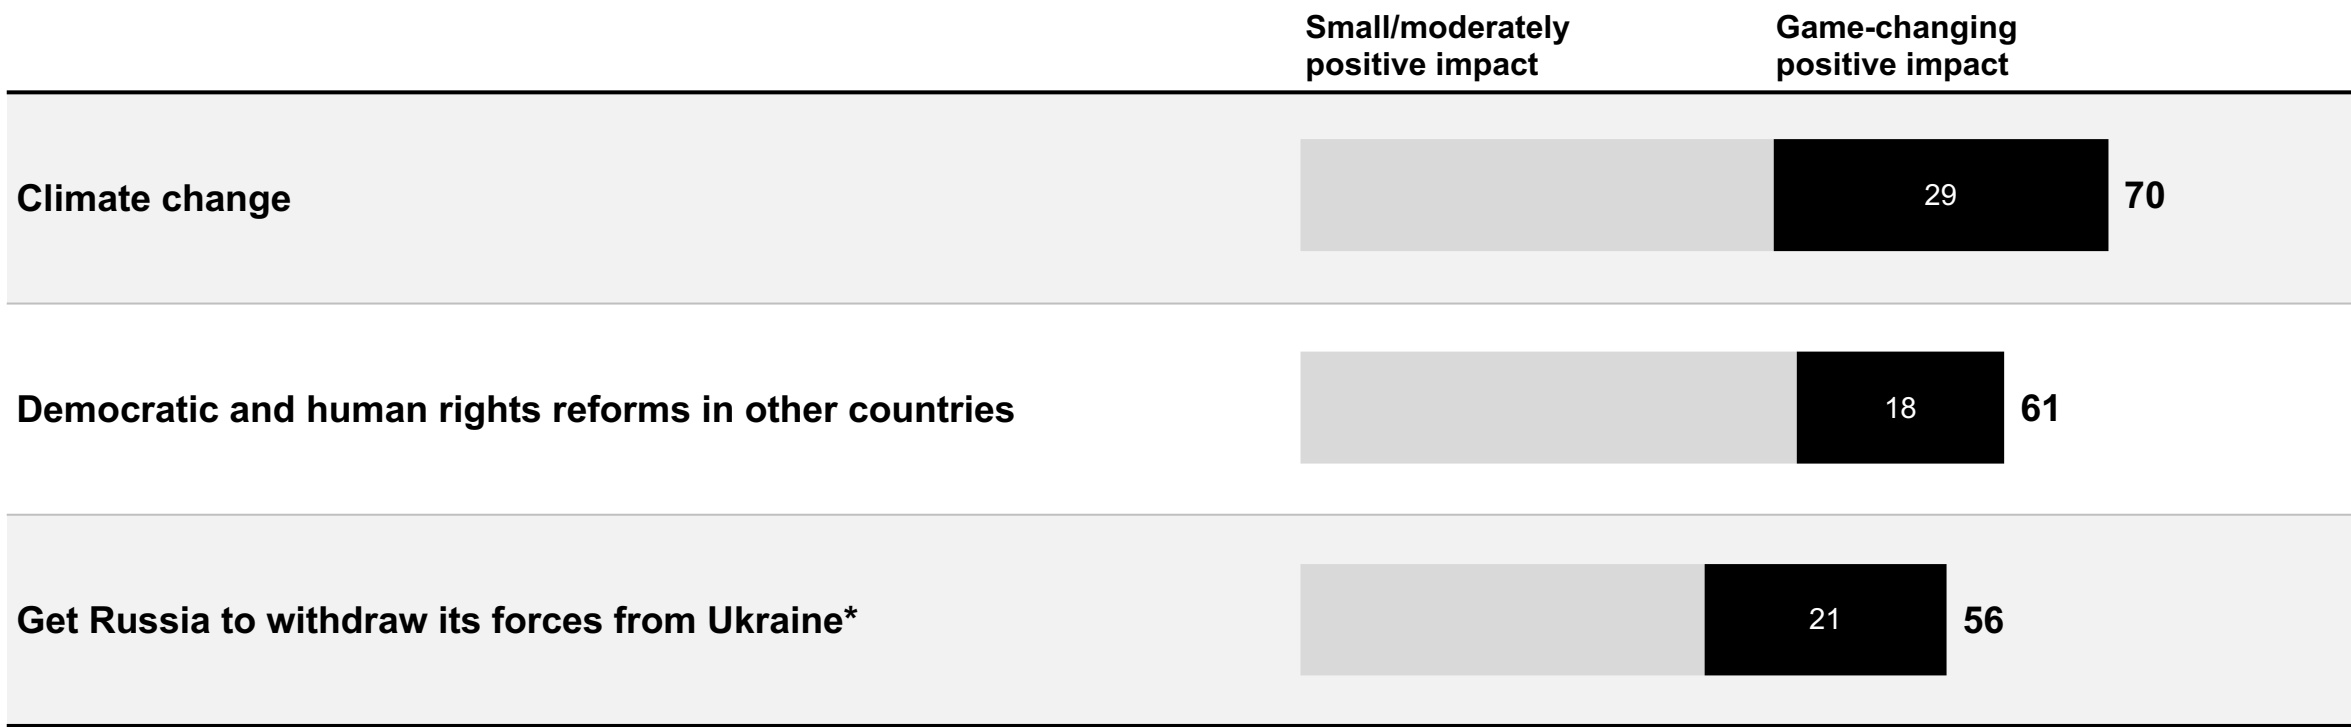 Small/moderately
positive impact
Game-changing
positive impact
Climate change
29
70
Democratic and human rights reforms in other countries
18
61
Get Russia to withdraw its forces from Ukraine*
21
56